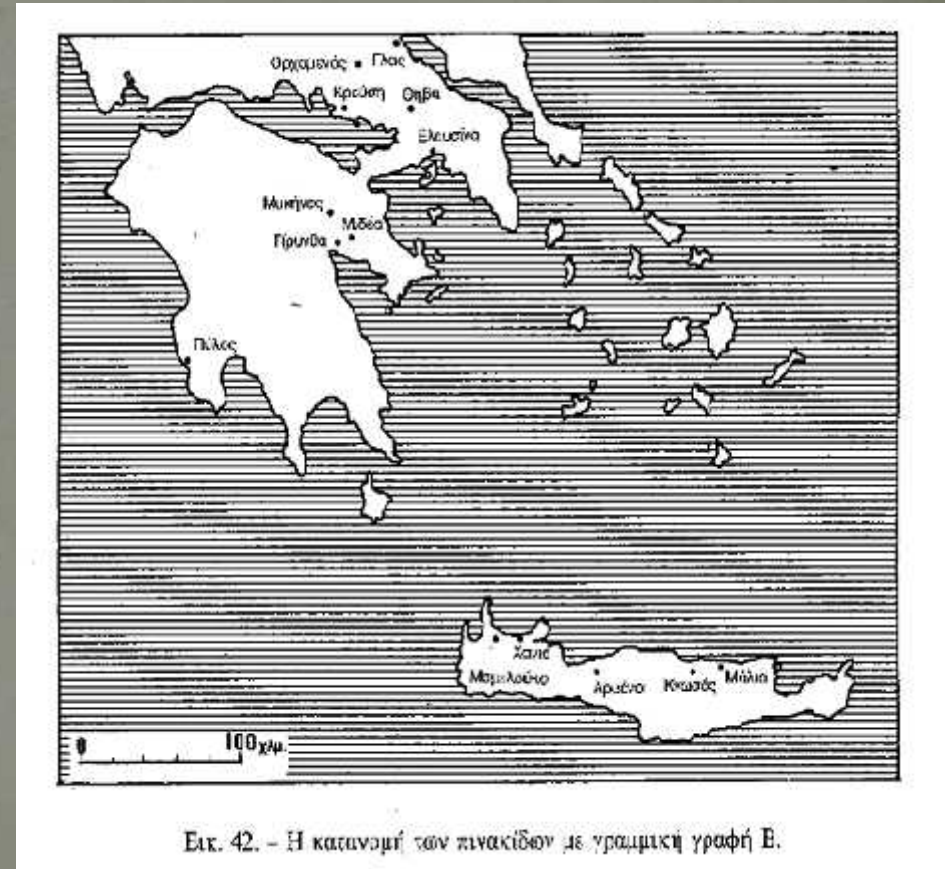 Ορχομενός Γλας
Κρεύση Θήβα
Ελευσίνα
Μυκήνες
Μιδέα
Τίρυνθα
Πύλος
Χανιά
Μαμελούκο Αρμένοι Κνωσός Μάλια
0 100 χλμ.
Εικ. 42. – Η κατανομή των πινακίδων με γραμμική γραφή Β.